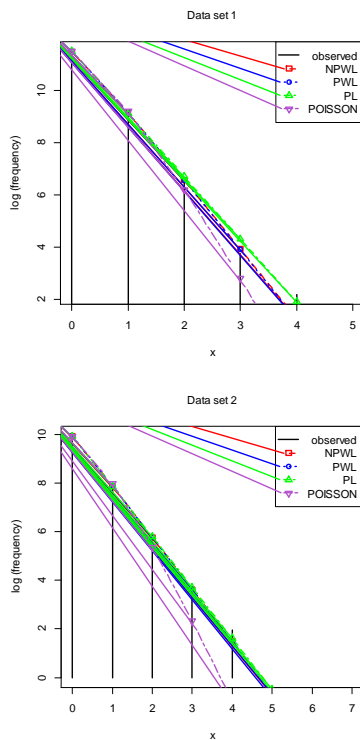 Data set 1
observed
NPWL
PWL
PL
POISSON
log (frequency)
10
8
6
4
2
0 1 2 3 4 5
x
Data set 2
observed
NPWL
PWL
PL
POISSON
log (frequency)
10
8
6
4
2
0
0 1 2 3 4 5 6 7
x